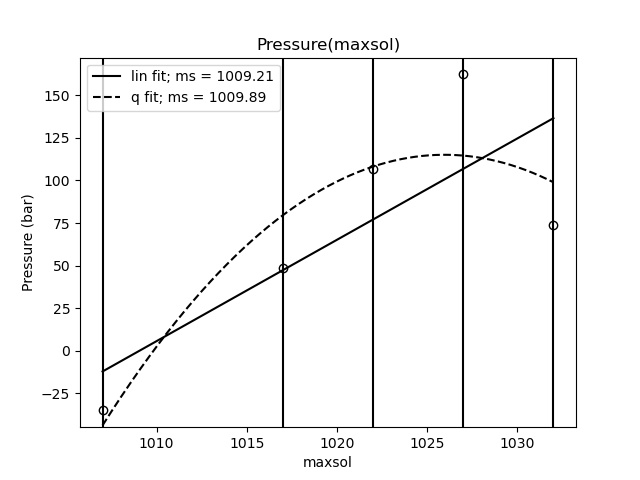 Pressure(maxsol)
lin fit; ms = 1009.21
q fit; ms = 1009.89
Pressure (bar)
150
125
100
75
50
25
0
−25
1010 1015 1020 1025 1030
maxsol